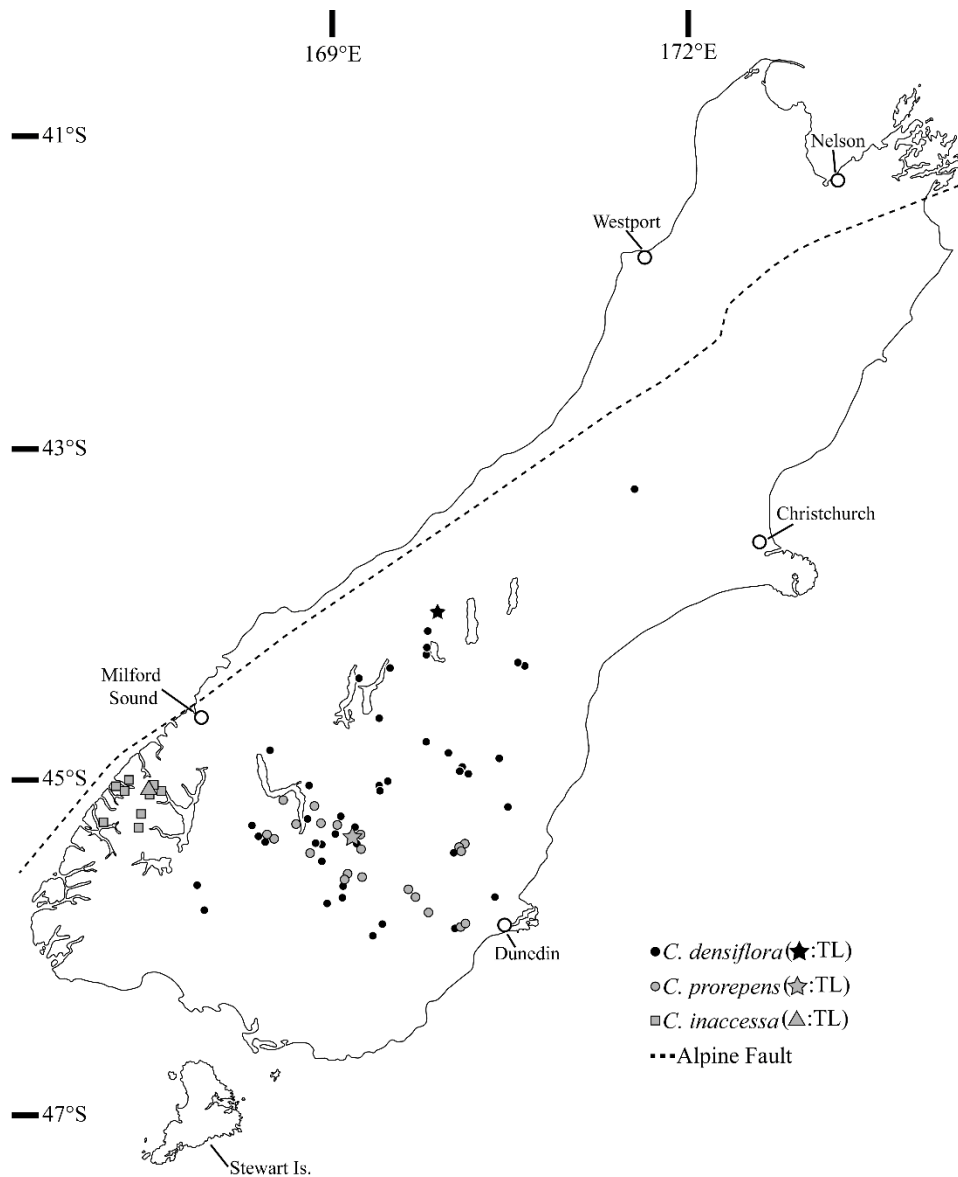 169°E
172°E
41°S
Nelson
Westport
43°S
Christchurch
Milford
Sound
45°S
Dunedin
C. densiflora(★:TL)
C. prorepens(☆:TL)
C. inaccessa(△:TL)
Alpine Fault
47°S
Stewart Is.